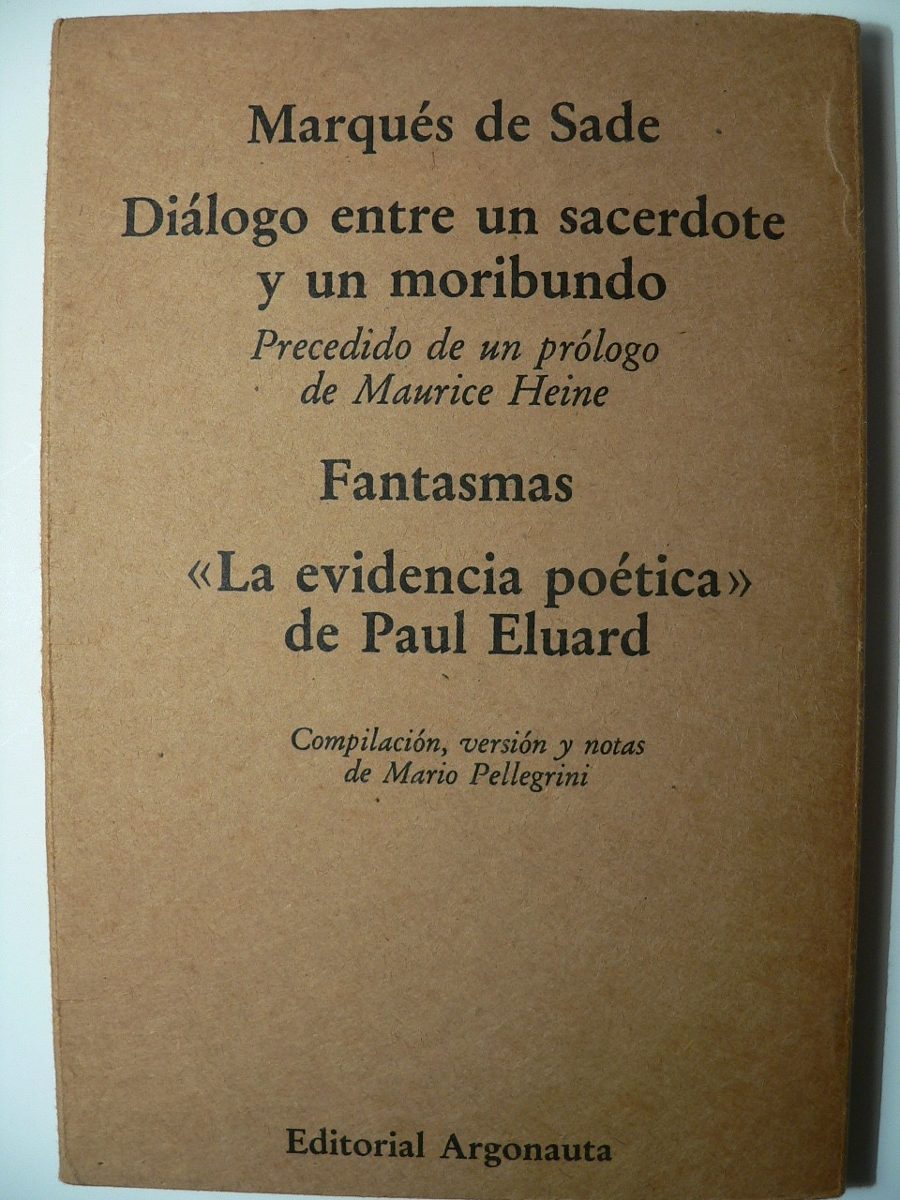 Marqués de Sade
Diálogo entre un sacerdote
y un moribundo
Precedido de un prólogo
de Maurice Heine
Fantasmas
«La evidencia poética»
de Paul Eluard
Compilación, versión y notas
de Mario Pellegrini
Editorial Argonauta